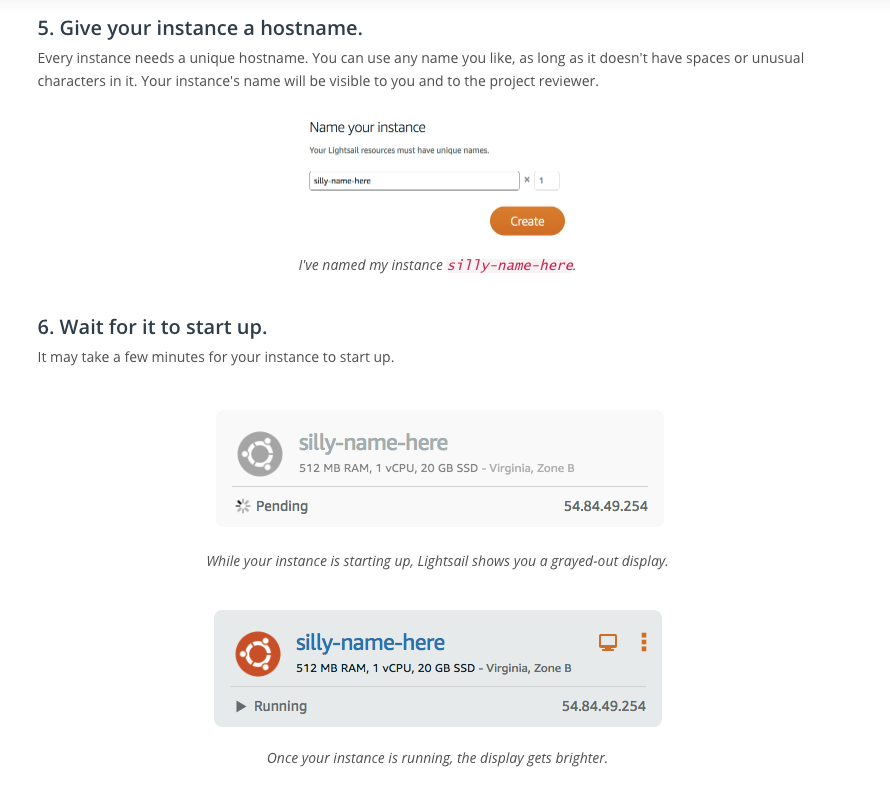 5. Give your instance a hostname.
Every instance needs a unique hostname. You can use any name you like, as long as it doesn't have spaces or unusual
characters in it. Your instance's name will be visible to you and to the project reviewer.
Name your instance
Your Lightsail resources must have unique names.
silly-name-here × 1
Create
I've named my instance silly-name-here.
6. Wait for it to start up.
It may take a few minutes for your instance to start up.
silly-name-here
512 MB RAM, 1 vCPU, 20 GB SSD - Virginia, Zone B
Pending 54.84.49.254
While your instance is starting up, Lightsail shows you a grayed-out display.
silly-name-here
512 MB RAM, 1 vCPU, 20 GB SSD - Virginia, Zone B
Running 54.84.49.254
Once your instance is running, the display gets brighter.